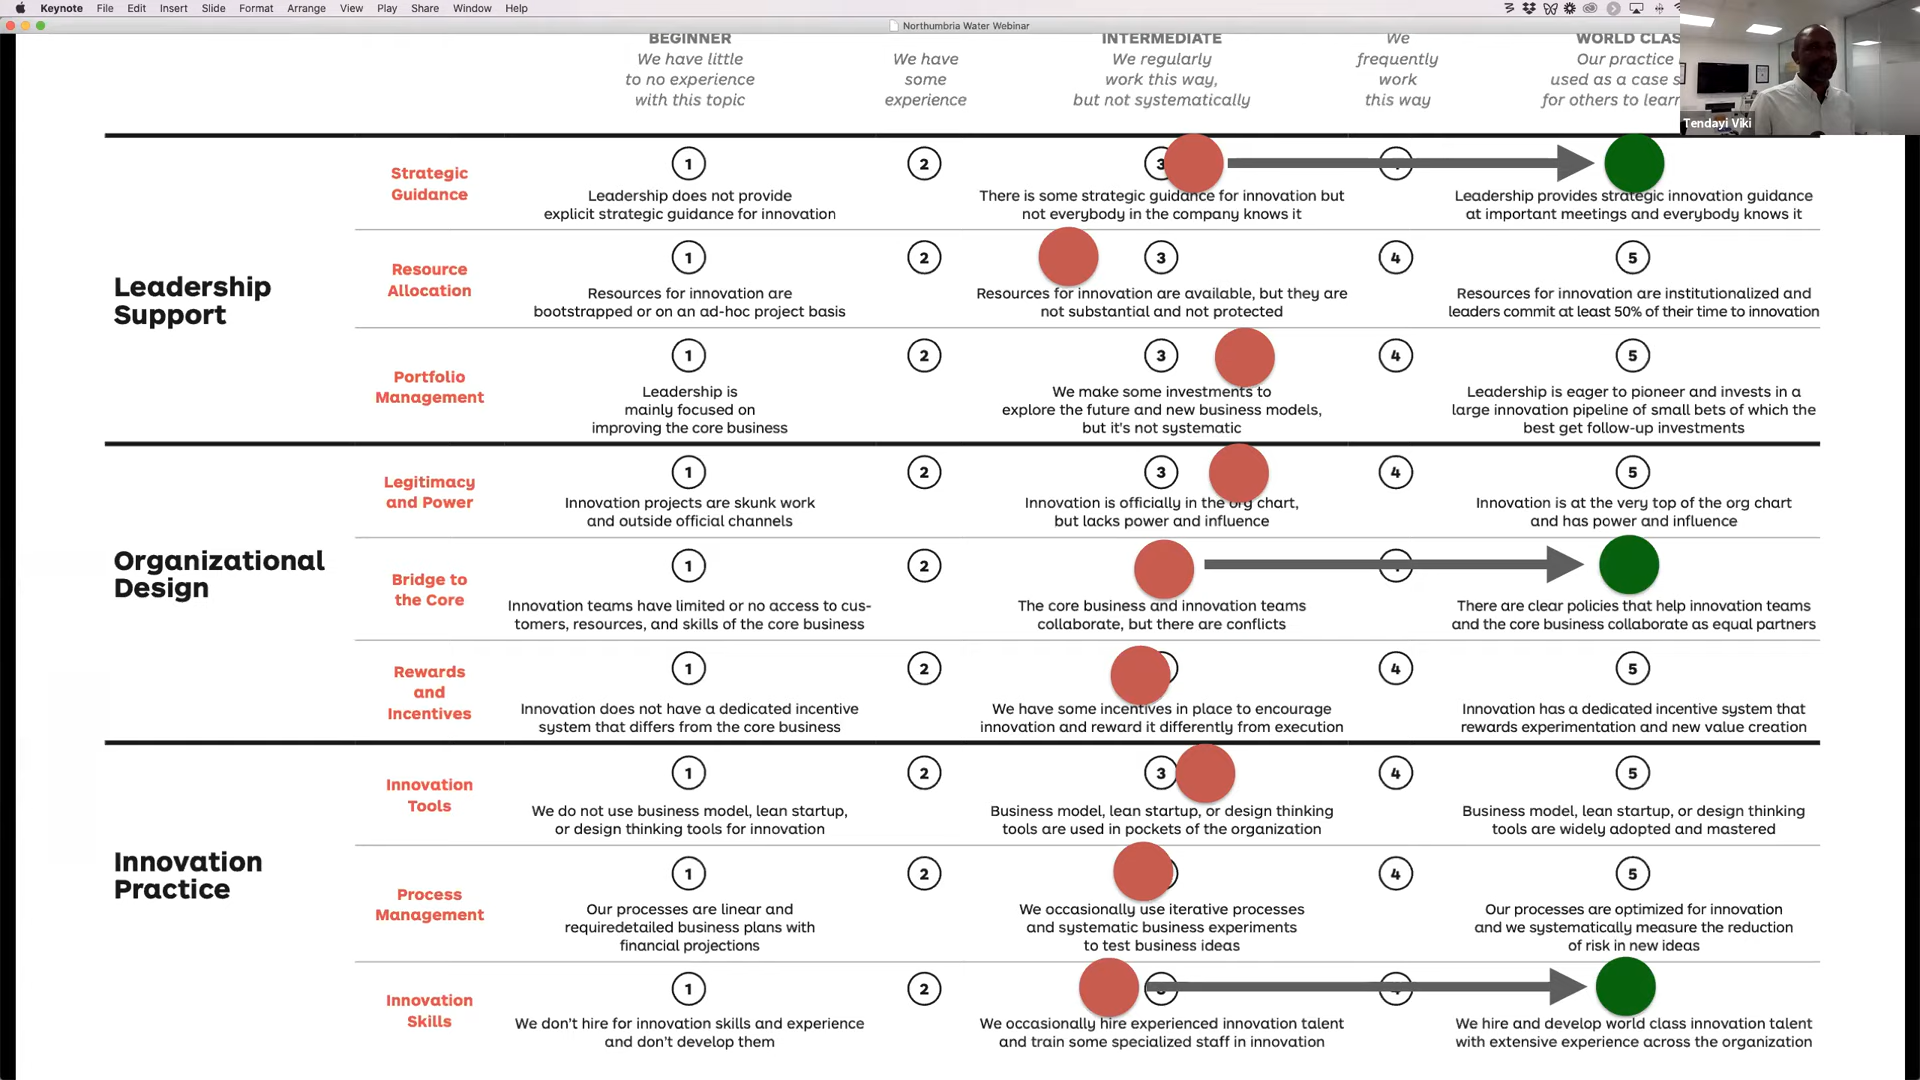 Keynote File Edit Insert Slide Format Arrange View Play Share Window Help
Northumbria Water Webinar
BEGINNER
We have little
to no experience
with this topic
We have
some
experience
INTERMEDIATE
We regularly
work this way,
but not systematically
We
frequently
work
this way
WORLD CLAS
Our practice
used as a case s
for others to learn
Tendayi Viki
Leadership
Support
Strategic
Guidance
1
Leadership does not provide
explicit strategic guidance for innovation
2
3
There is some strategic guidance for innovation but
not everybody in the company knows it
Leadership provides strategic innovation guidance
at important meetings and everybody knows it
Resource
Allocation
1
Resources for innovation are
bootstrapped or on an ad-hoc project basis
2
3
Resources for innovation are available, but they are
not substantial and not protected
4
5
Resources for innovation are institutionalized and
leaders commit at least 50% of their time to innovation
Portfolio
Management
1
Leadership is
mainly focused on
improving the core business
2
3
We make some investments to
explore the future and new business models,
but it's not systematic
4
5
Leadership is eager to pioneer and invests in a
large innovation pipeline of small bets of which the
best get follow-up investments
Organizational
Design
Legitimacy
and Power
1
Innovation projects are skunk work
and outside official channels
2
3
Innovation is officially in the org chart,
but lacks power and influence
4
5
Innovation is at the very top of the org chart
and has power and influence
Bridge to
the Core
1
Innovation teams have limited or no access to cus-
tomers, resources, and skills of the core business
2
The core business and innovation teams
collaborate, but there are conflicts
There are clear policies that help innovation teams
and the core business collaborate as equal partners
Rewards
and
Incentives
1
Innovation does not have a dedicated incentive
system that differs from the core business
2
We have some incentives in place to encourage
innovation and reward it differently from execution
4
5
Innovation has a dedicated incentive system that
rewards experimentation and new value creation
Innovation
Practice
Innovation
Tools
1
We do not use business model, lean startup,
or design thinking tools for innovation
2
3
Business model, lean startup, or design thinking
tools are used in pockets of the organization
4
5
Business model, lean startup, or design thinking
tools are widely adopted and mastered
Process
Management
1
Our processes are linear and
requiredetailed business plans with
financial projections
2
We occasionally use iterative processes
and systematic business experiments
to test business ideas
4
5
Our processes are optimized for innovation
and we systematically measure the reduction
of risk in new ideas
Innovation
Skills
1
We don't hire for innovation skills and experience
and don't develop them
2
We occasionally hire experienced innovation talent
and train some specialized staff in innovation
We hire and develop world class innovation talent
with extensive experience across the organization